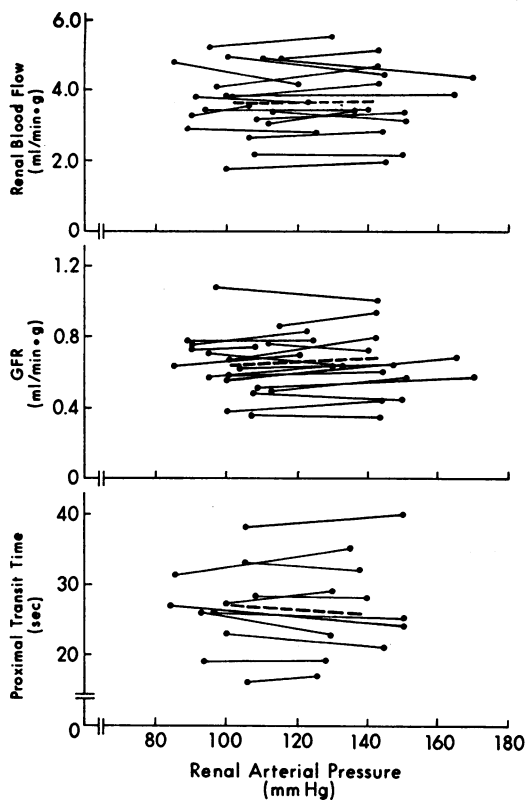 6.0
4.0
2.0
0
Renal Blood Flow
(ml/min•g)
1.2
0.8
0.4
0
GFR
(ml/min•g)
40
30
20
0
Proximal Transit Time
(sec)
80 100 120 140 160 180
Renal Arterial Pressure
(mm Hg)